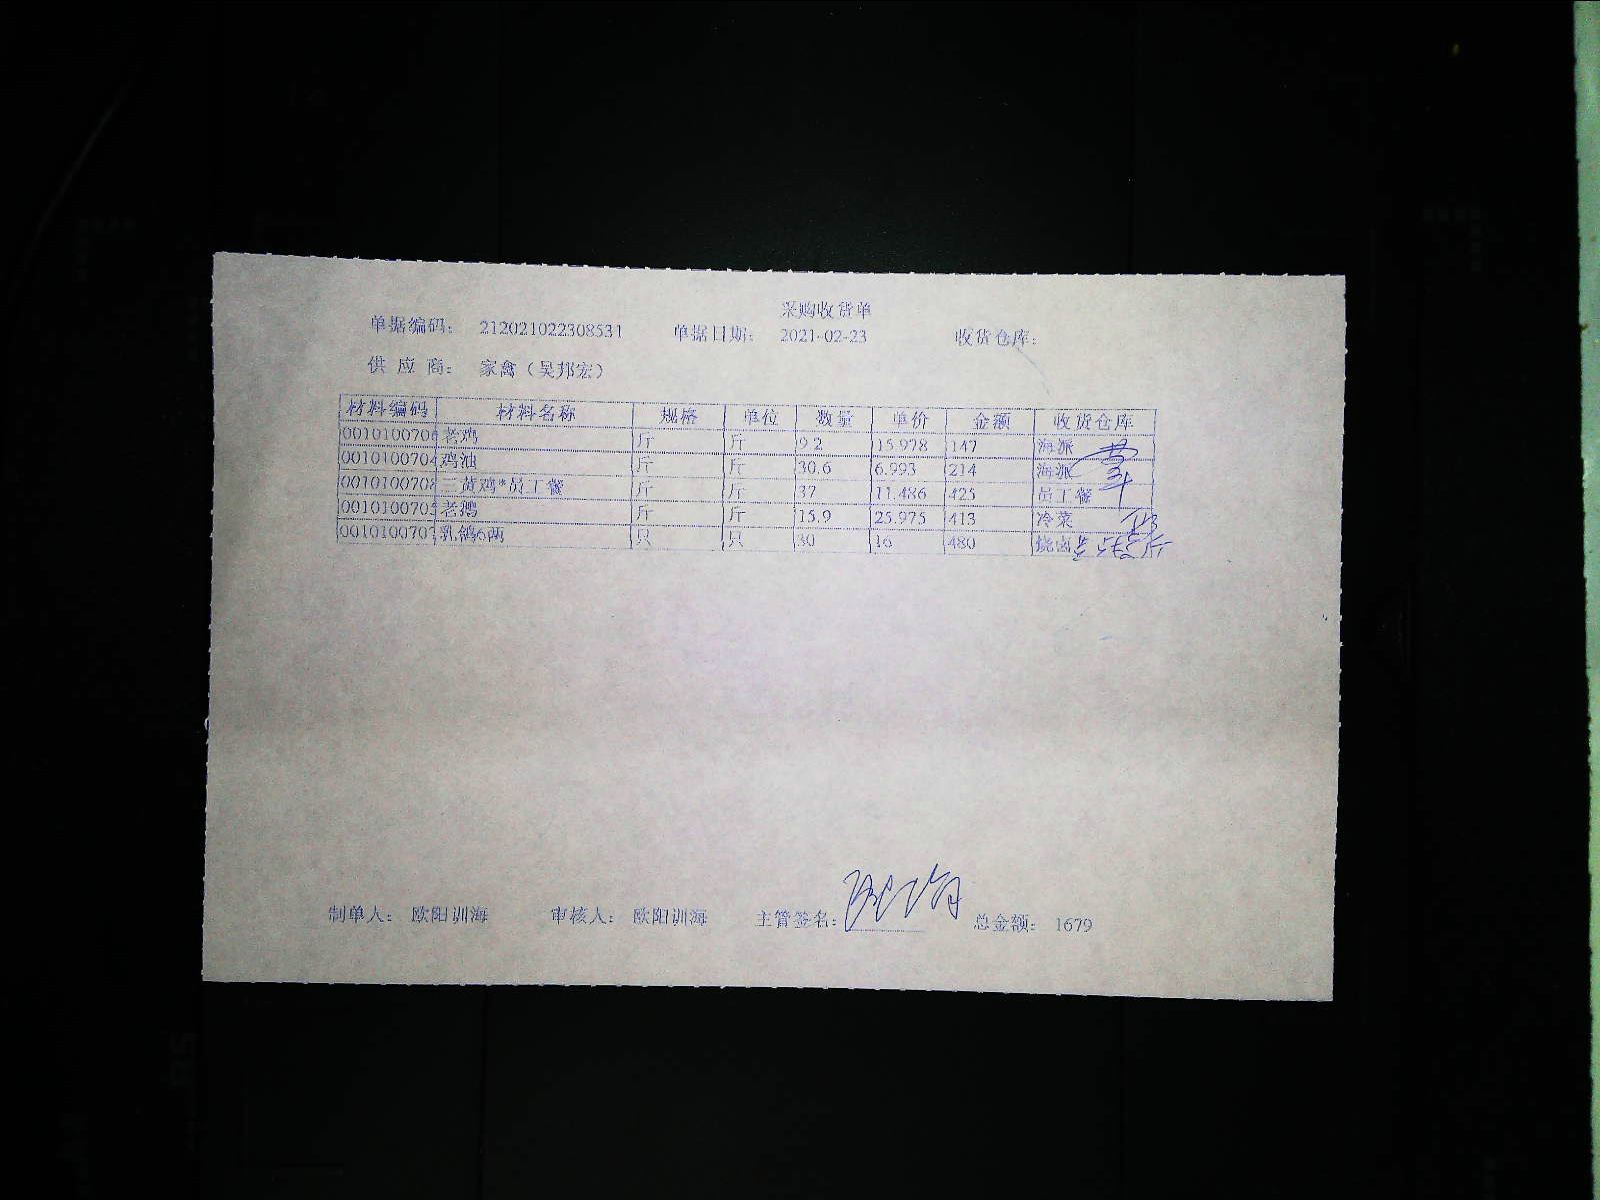 采购收货单
单据编码： 212021022308531 单据日期： 2021-02-23 收货仓库：
供 应 商： 家禽（吴邦宏）
材料编码 材料名称 规格 单位 数量 单价 金额 收货仓库
0010100706 老鸡 斤 斤 9.2 15.978 147 海派
0010100704 鸡油 斤 斤 30.6 6.993 214 海派
0010100708 三黄鸡*员工餐 斤 斤 37 11.486 425 员工餐
001010070 老鹅 斤 斤 15.9 25.975 413 冷菜
0010100707 乳鸽6两 只 只 30 16 480 烧卤
制单人： 欧阳训海 审核人： 欧阳训海 主管签名： 总金额： 1679